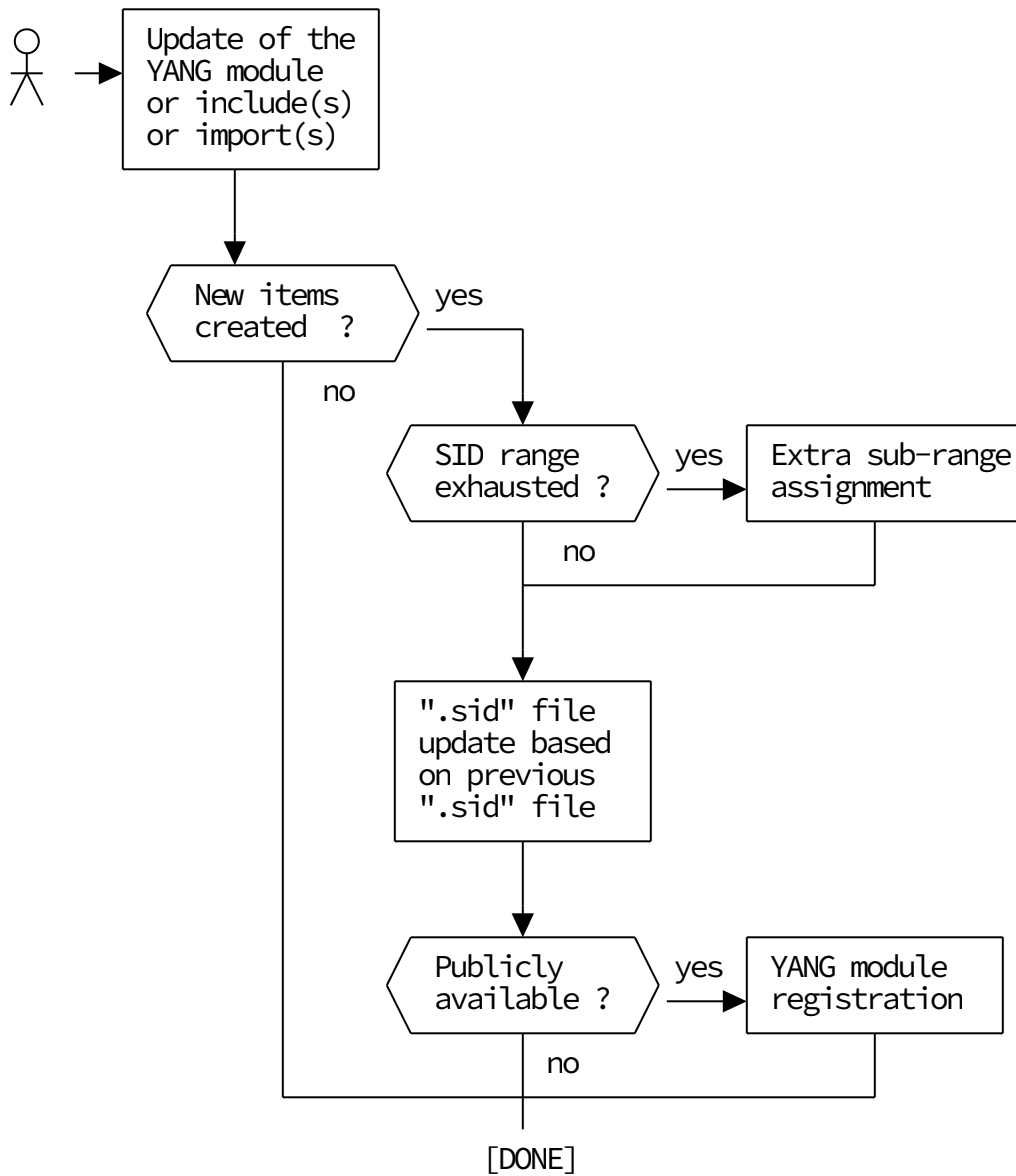 Update of the
YANG module
or include(s)
or import(s)
New items
created ?
yes
no
SID range
exhausted ?
yes
Extra sub-range
assignment
no
".sid" file
update based
on previous
".sid" file
Publicly
available ?
yes
YANG module
registration
no
[DONE]